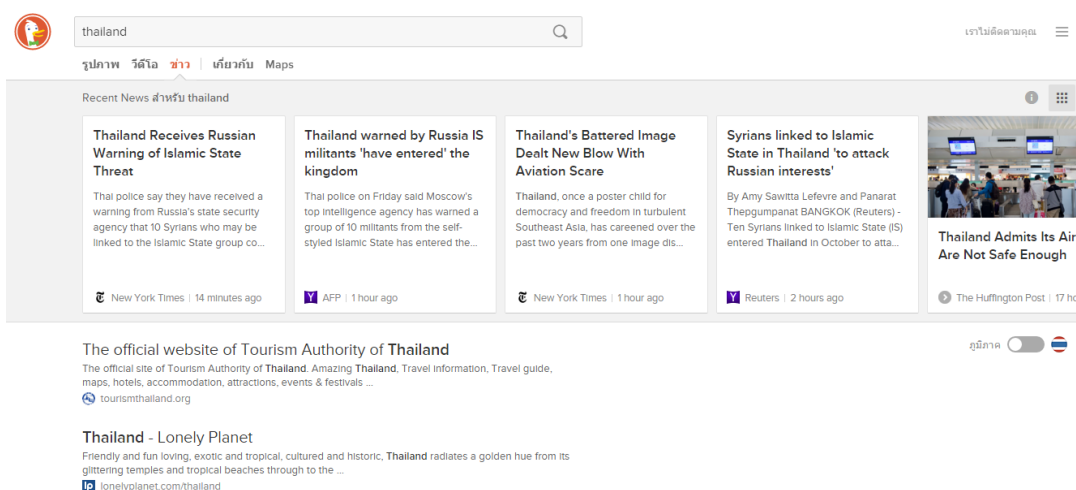 thailand
เราไม่ติดตามคุณ
รูปภาพ วีดีโอ ข่าว เกี่ยวกับ Maps
Recent News สำหรับ thailand
Thailand Receives Russian
Warning of Islamic State
Threat
Thai police say they have received a
warning from Russia's state security
agency that 10 Syrians who may be
linked to the Islamic State group co...
New York Times | 14 minutes ago
Thailand warned by Russia IS
militants 'have entered' the
kingdom
Thai police on Friday said Moscow's
top intelligence agency has warned a
group of 10 militants from the self-
styled Islamic State has entered the...
AFP | 1 hour ago
Thailand's Battered Image
Dealt New Blow With
Aviation Scare
Thailand, once a poster child for
democracy and freedom in turbulent
Southeast Asia, has careened over the
past two years from one image dis...
New York Times | 1 hour ago
Syrians linked to Islamic
State in Thailand 'to attack
Russian interests'
By Amy Sawitta Lefevre and Panarat
Thepgumpanat BANGKOK (Reuters) -
Ten Syrians linked to Islamic State (IS)
entered Thailand in October to atta...
Reuters | 2 hours ago
Thailand Admits Its Air
Are Not Safe Enough
The Huffington Post | 17 ho
ภูมิภาค
The official website of Tourism Authority of Thailand
The official site of Tourism Authority of Thailand. Amazing Thailand, Travel information, Travel guide,
maps, hotels, accommodation, attractions, events & festivals ...
tourismthailand.org
Thailand - Lonely Planet
Friendly and fun loving, exotic and tropical, cultured and historic, Thailand radiates a golden hue from its
glittering temples and tropical beaches through to the ...
lp lonelyplanet.com/thailand